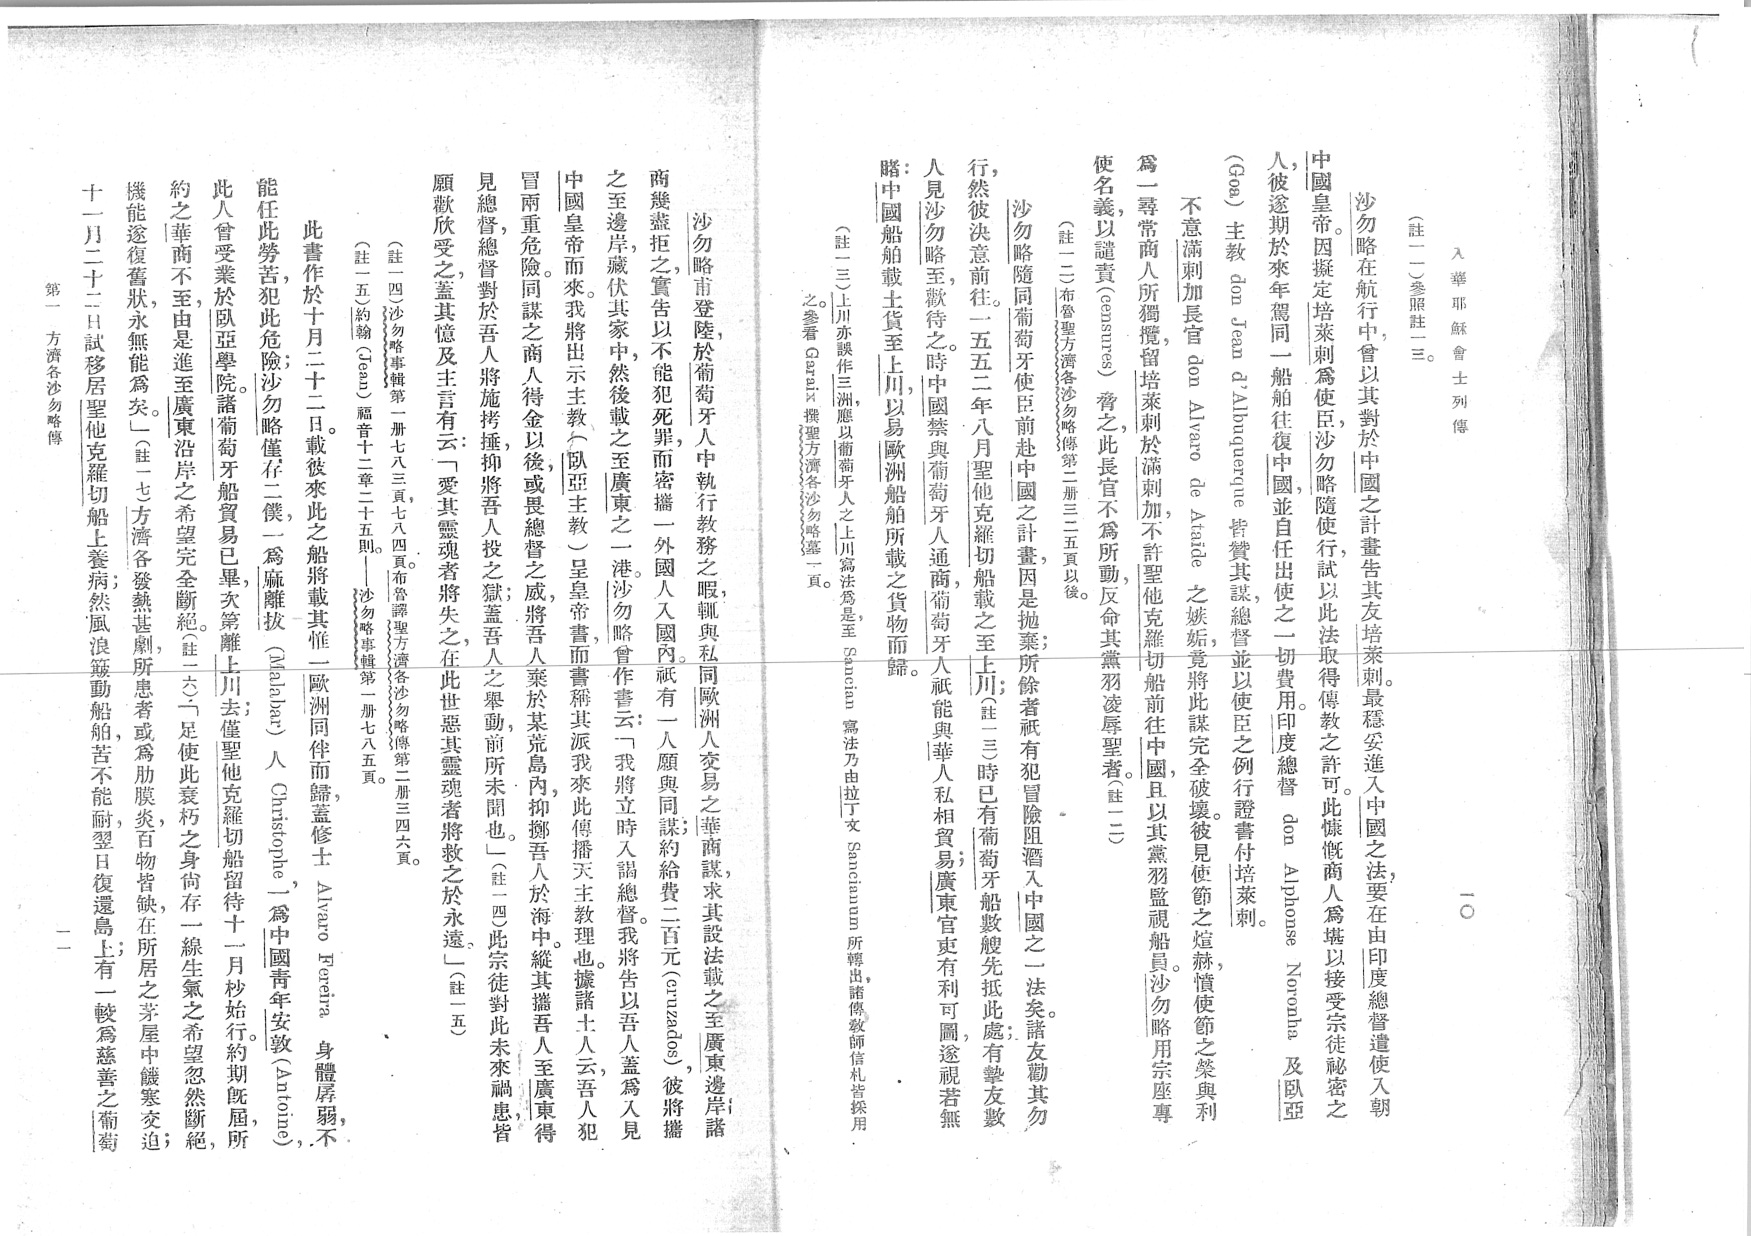 入華耶穌會士列傳
一〇
(註一一)參照註一三。
沙勿略在航行中，曾以其對於中國之計畫告其友培萊剌。最穩妥進入中國之法，要在由印度總督遣使入朝
中國皇帝。因擬定培萊剌爲使臣，沙勿略隨使行，試以此法取得傳教之許可。此慷慨商人爲堪以接受宗徒祕密之
人，彼遂期於來年駕同一船舶往復中國，並自任出使之一切費用。印度總督 don Alphonse Noronha 及臥亞
(Goa) 主教 don Jean d'Albuquerque 皆贊其謀，總督並以使臣之例行證書付培萊剌。
不意滿剌加長官 don Alvaro de Ataïde 之嫉妬，竟將此謀完全破壞。彼見使節之煊赫，憤使節之榮與利
爲一尋常商人所獨攬，留培萊剌於滿剌加，不許聖他克羅切船前往中國，且以其黨羽監視船員。沙勿略用宗座專
使名義，以譴責(censures) 脅之，此長官不爲所動，反命其黨羽凌辱聖者。(註一二)
(註一二)布魯聖方濟各沙勿略傳第二册三二五頁以後。
沙勿略隨同葡萄牙使臣前赴中國之計畫，因是拋棄；所餘者祇有犯冒險阻潛入中國之一法矣。諸友勸其勿
行，然彼決意前往。一五五二年八月聖他克羅切船載之至上川；(註一三)時已有葡萄牙船數艘先抵此處；有摯友數
人見沙勿略至，歡待之。時中國禁與葡萄牙人通商，葡萄牙人祇能與華人私相貿易；廣東官吏有利可圖，遂視若無
睹：中國船舶載土貨至上川，以易歐洲船舶所載之貨物而歸。
(註一三)上川亦誤作三洲，應以葡萄牙人之上川寫法爲是，至 Sancian 寫法乃由拉丁文 Sancianum 所轉出，諸傳教師信札皆採用
之。參看 Garaix 撰聖方濟各沙勿略墓一頁。
沙勿略甫登陸，於葡萄牙人中執行教務之暇，輒與私同歐洲人交易之華商謀，求其設法載之至廣東邊岸；諸
商幾盡拒之，實告以不能犯死罪，而密攜一外國人入國內。祇有一人願與同謀；約給費二百元(cruzados)，彼將攜
之至邊岸，藏伏其家中，然後載之至廣東之一港。沙勿略曾作書云：「我將立時入謁總督。我將告以吾人蓋爲入見
中國皇帝而來。我將出示主教(臥亞主教)呈皇帝書，而書稱其派我來此傳播天主教理也。據諸土人云，吾人犯
冒兩重危險。同謀之商人得金以後，或畏總督之威，將吾人棄於某荒島內，抑擲吾人於海中。縱其攜吾人至廣東得
見總督，總督對於吾人將施拷捶，抑將吾人投之獄；蓋吾人之舉動，前所未聞也。」(註一四)此宗徒對此未來禍患，皆
願歡欣受之，蓋其憶及主言有云：「愛其靈魂者將失之，在此世惡其靈魂者將救之於永遠。」(註一五)
(註一四)沙勿略事輯第一册七八三頁，七八四頁。布魯譯聖方濟各沙勿略傳第二册三四六頁。
(註一五)約翰(Jean)福音十二章二十五則。——沙勿略事輯第一册七八五頁。
此書作於十月二十二日。載彼來此之船將載其惟一歐洲同伴而歸，蓋修士 Alvaro Fereira 身體孱弱，不
能任此勞苦，犯此危險；沙勿略僅存二僕，一爲麻離拔 (Malabar) 人 Christophe，一爲中國青年安敦(Antoine)，
此人曾受業於臥亞學院。諸葡萄牙船貿易已畢，次第離上川去；僅聖他克羅切船留待十一月杪始行。約期旣屆，所
約之華商不至，由是進至廣東沿岸之希望完全斷絕。(註一六)「足使此衰朽之身尙存一線生氣之希望忽然斷絕，
機能遂復舊狀，永無能爲矣。」(註一七)方濟各發熱甚劇，所患者或爲肋膜炎，百物皆缺，在所居之茅屋中饑寒交迫；
十一月二十二日試移居聖他克羅切船上養病；然風浪簸動船舶，苦不能耐，翌日復還島上；有一較爲慈善之葡萄
第一 方濟各沙勿略傳
一一